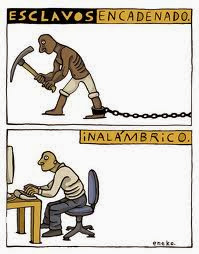 ESCLAVOS ENCADENADO.
iNALÁMBRiCO.
eneko.